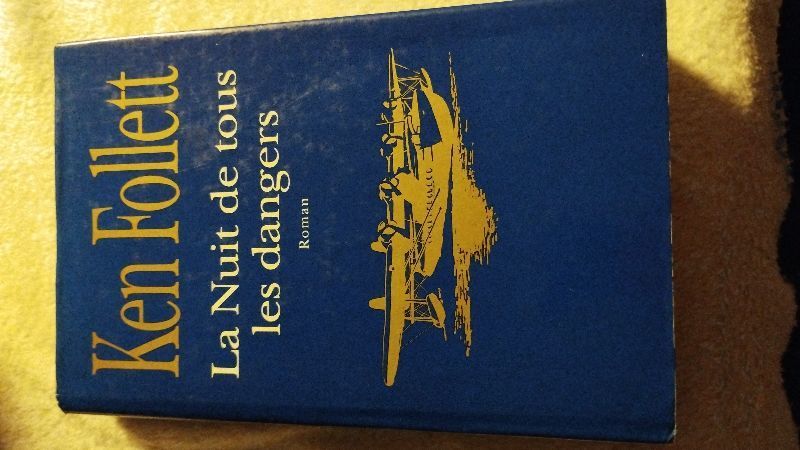 Ken Follett
La Nuit de tous
les dangers
Roman